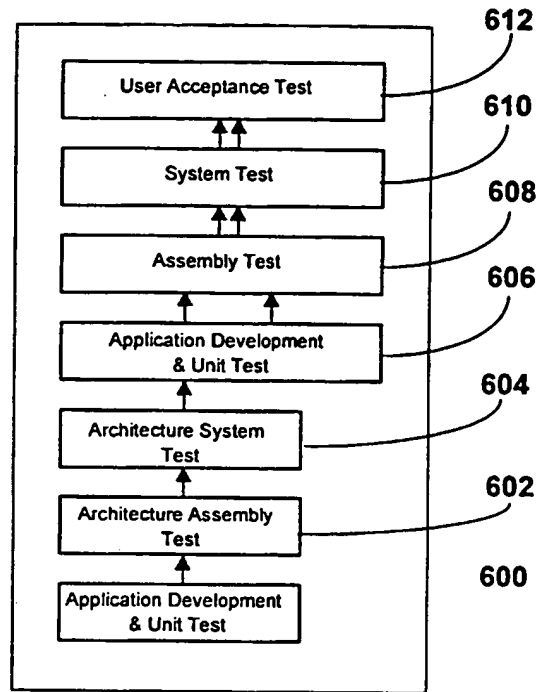 612
User Acceptance Test
610
System Test
608
Assembly Test
606
Application Development
& Unit Test
604
Architecture System
Test
602
Architecture Assembly
Test
600
Application Development
& Unit Test